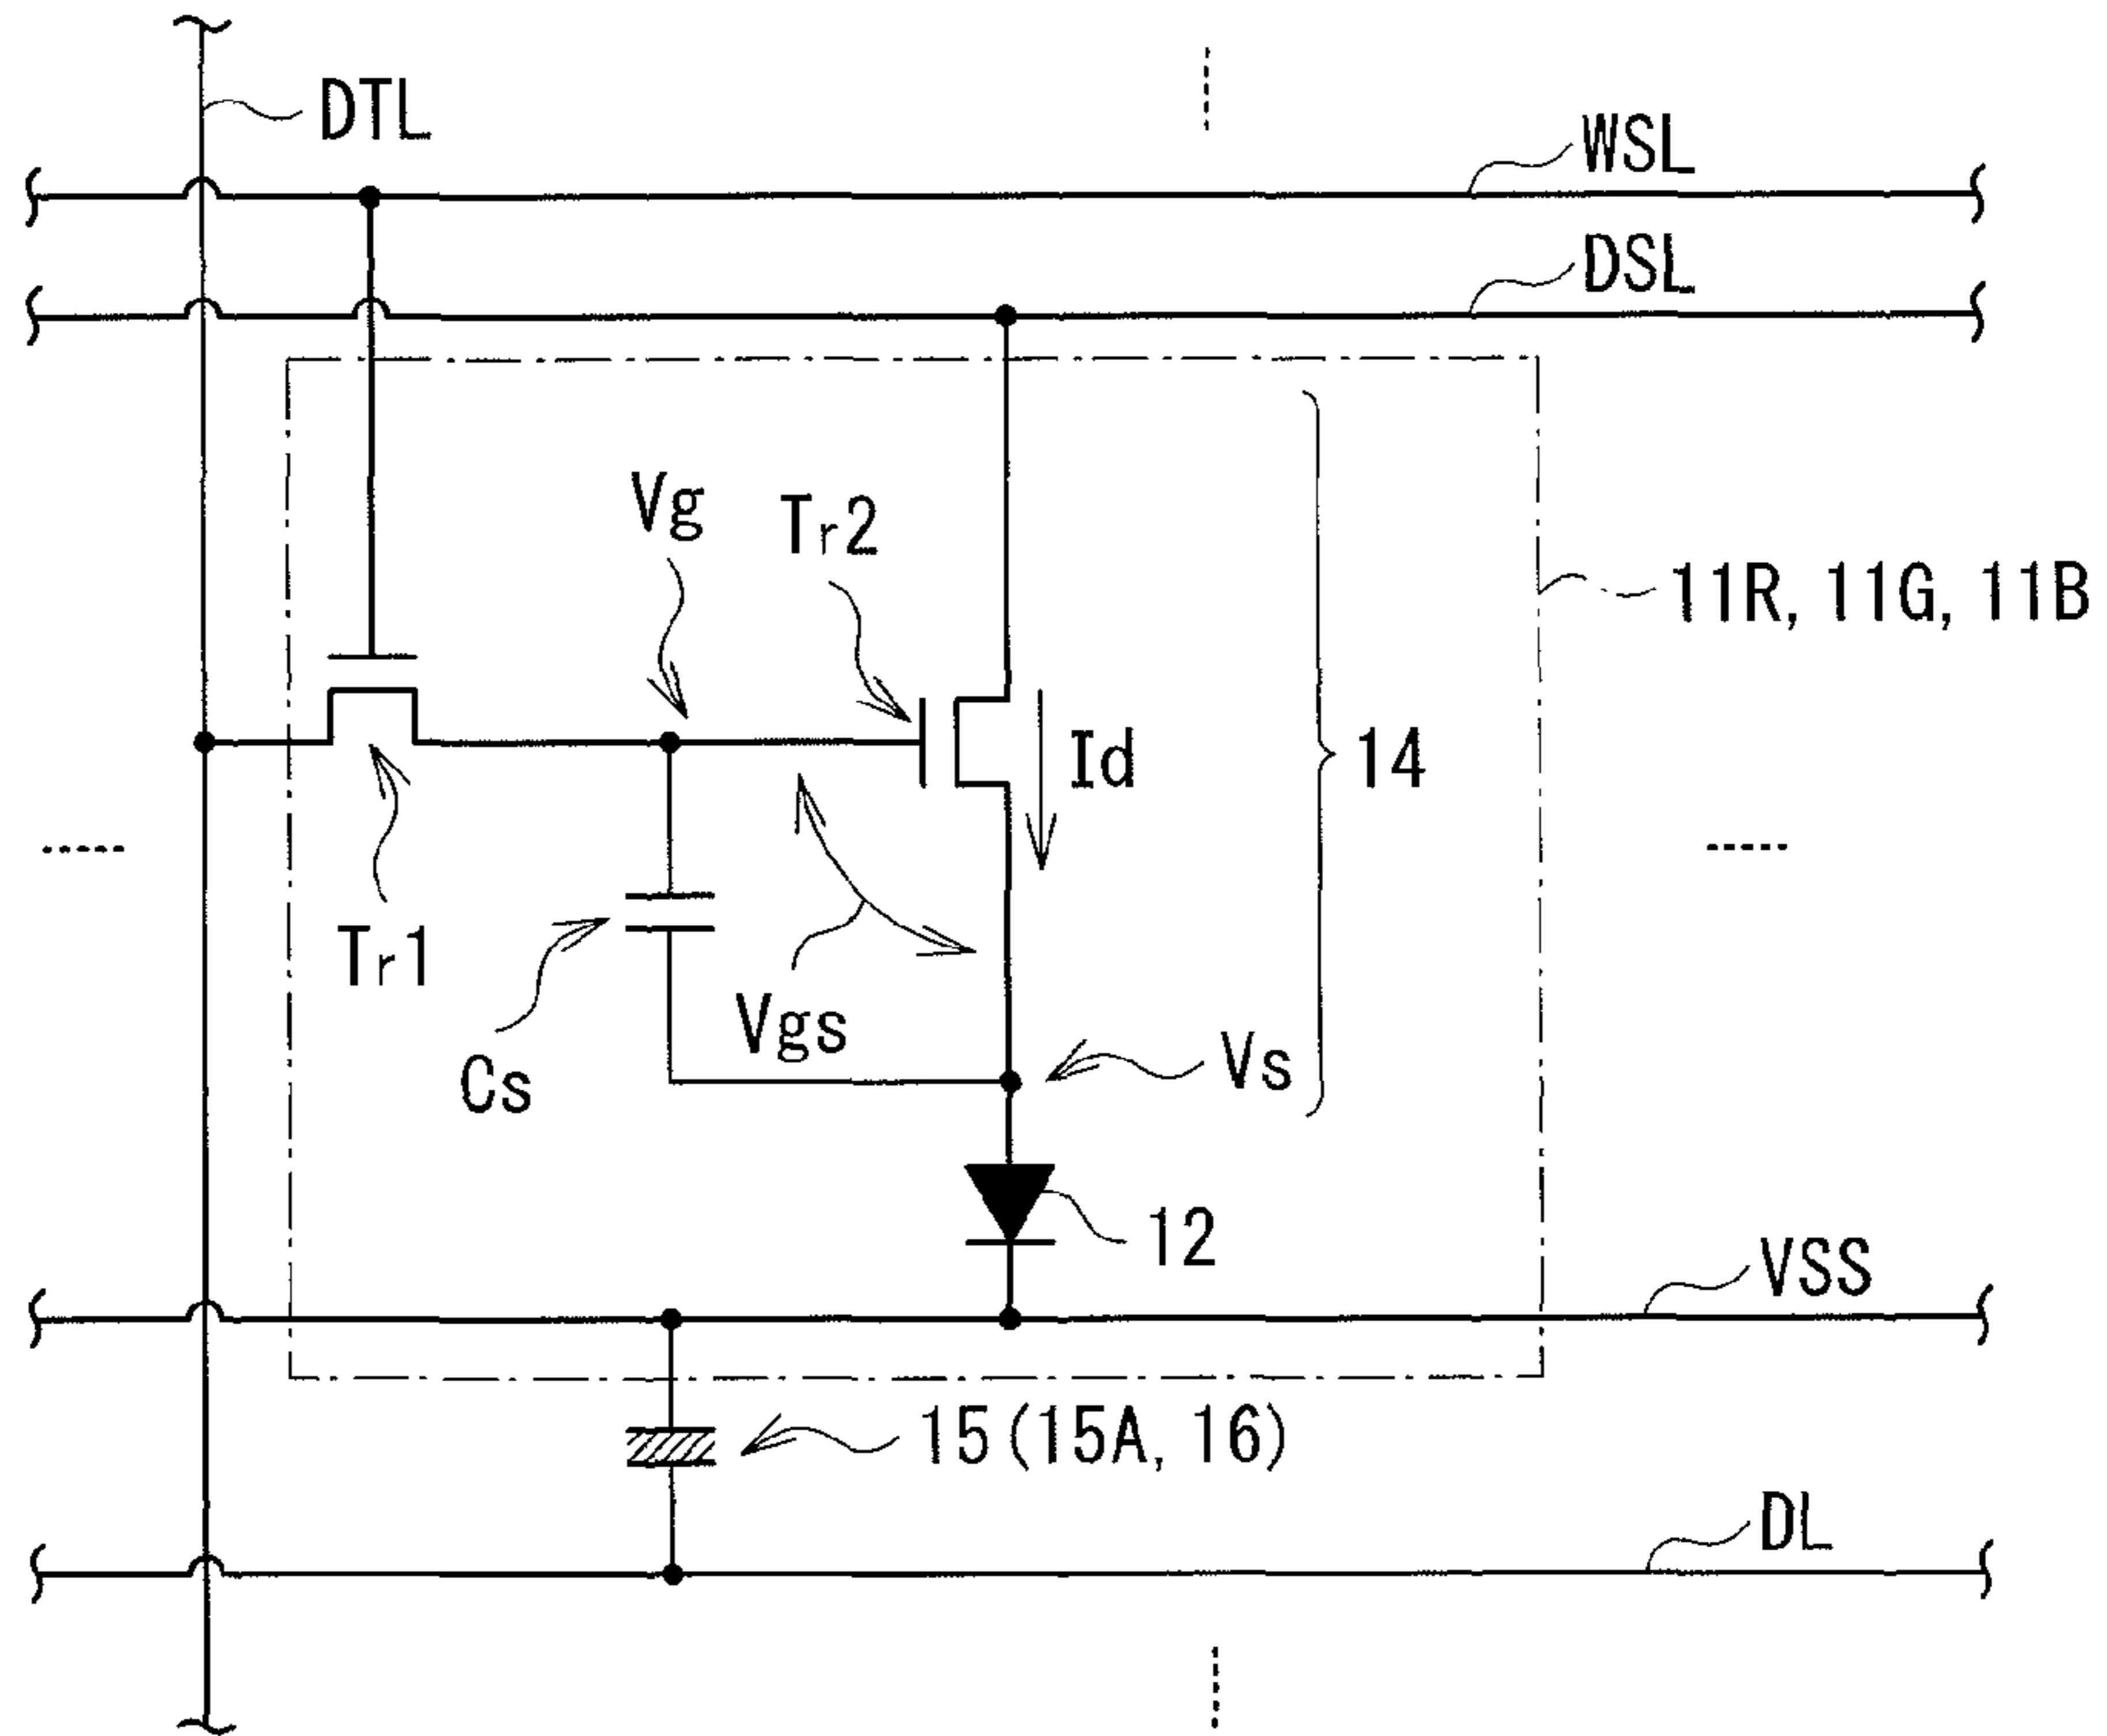 DTL
WSL
DSL
Vg
Tr2
11R, 11G, 11B
Id
14
Tr1
Vgs
Cs
Vs
12
VSS
15(15A, 16)
DL